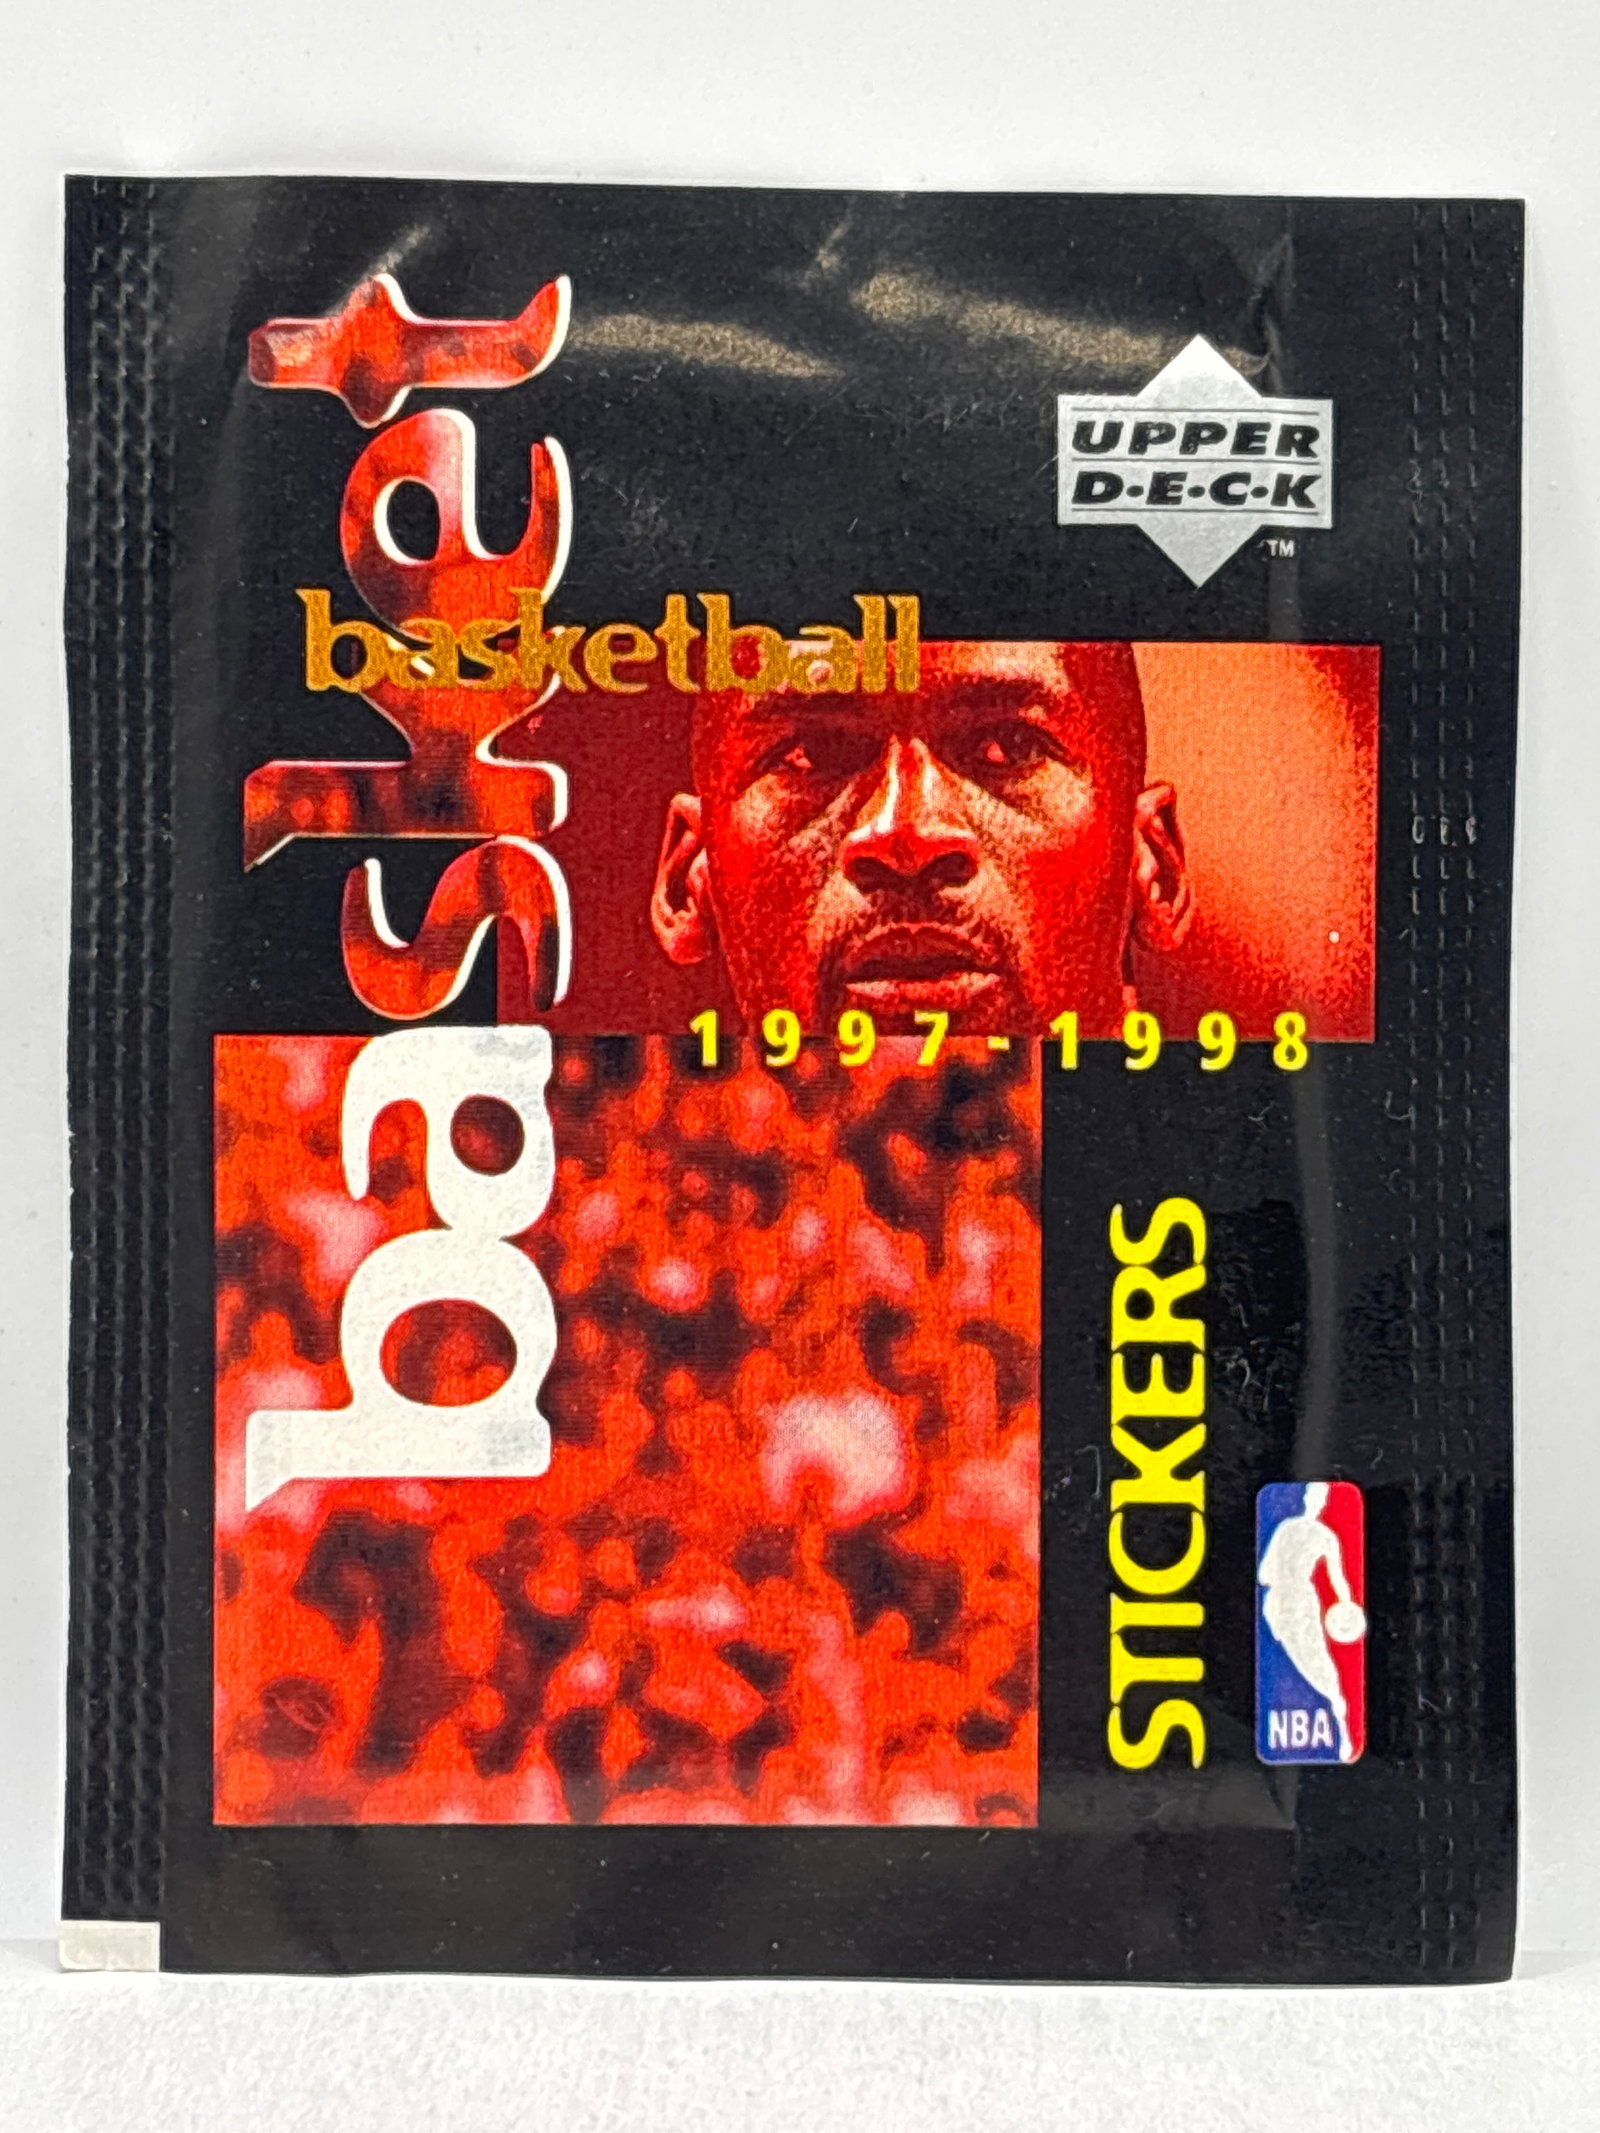 basket
UPPER
D·E·C·K
™
basketball
1997-1998
STICKERS
NBA